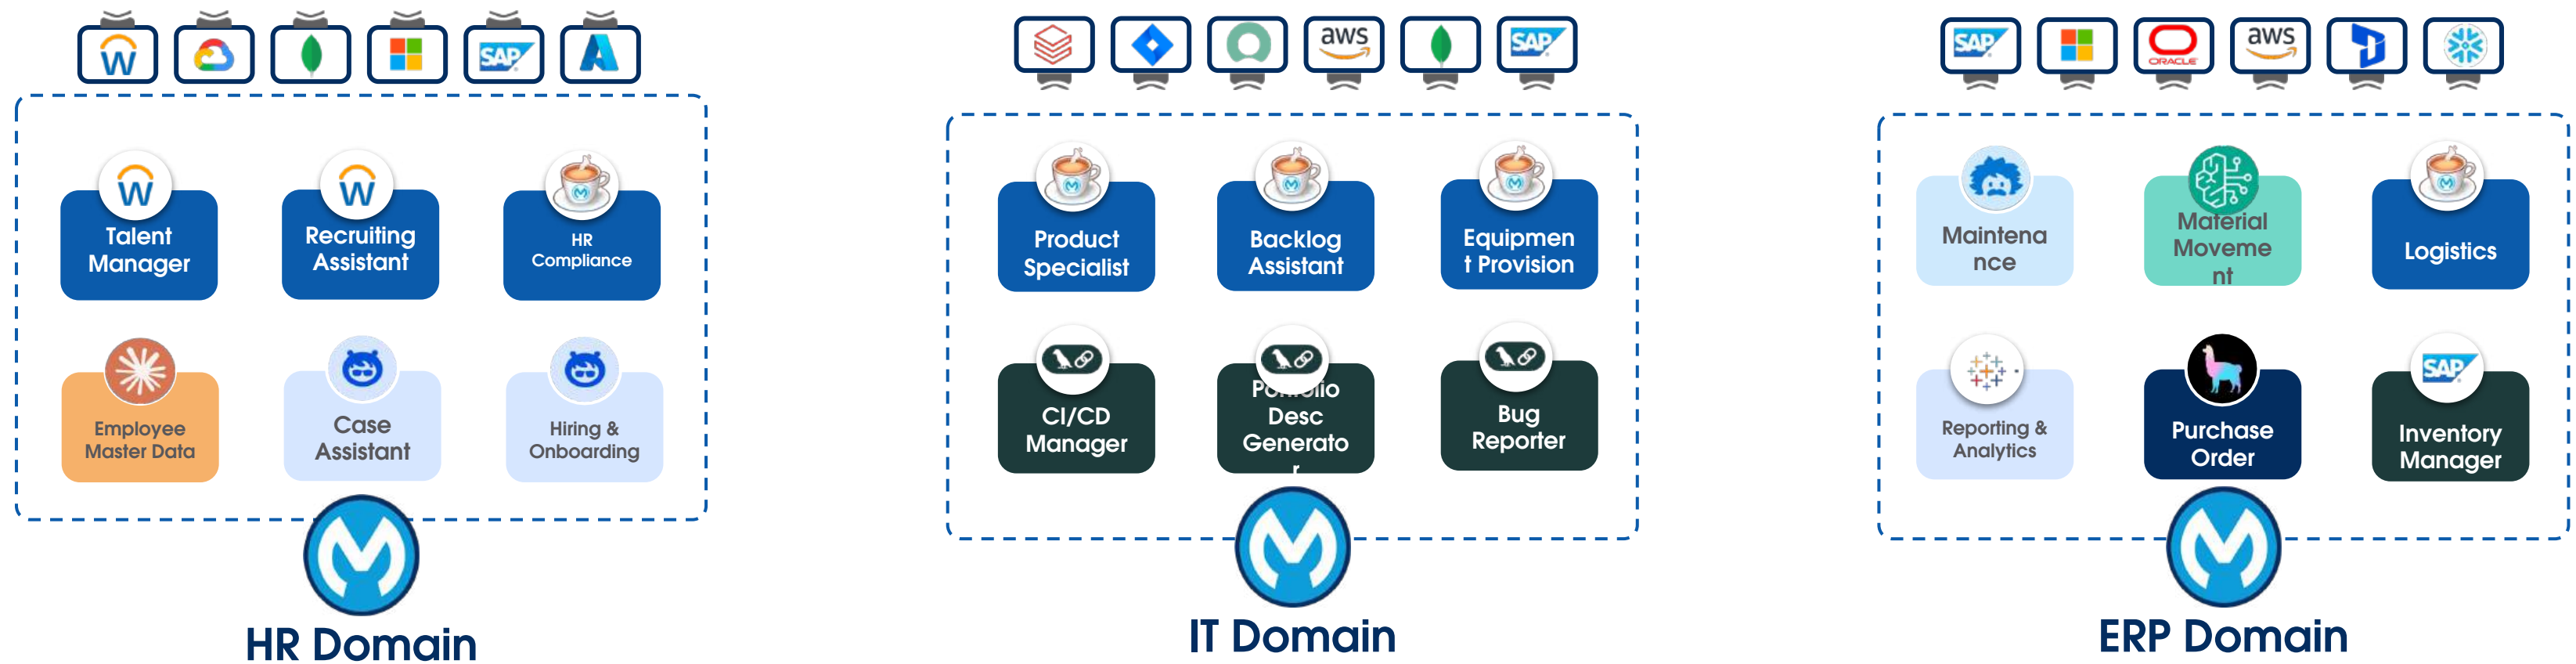 SAP
aws
SAP
SAP
ORACLE
aws
Talent
Manager
Recruiting
Assistant
HR
Compliance
Employee
Master Data
Case
Assistant
Hiring &
Onboarding
HR Domain
Product
Specialist
Backlog
Assistant
Equipmen
t Provision
CI/CD
Manager
Portfolio
Desc
Generato
r
Bug
Reporter
IT Domain
Maintena
nce
Material
Moveme
nt
Logistics
Reporting &
Analytics
Purchase
Order
SAP
Inventory
Manager
ERP Domain